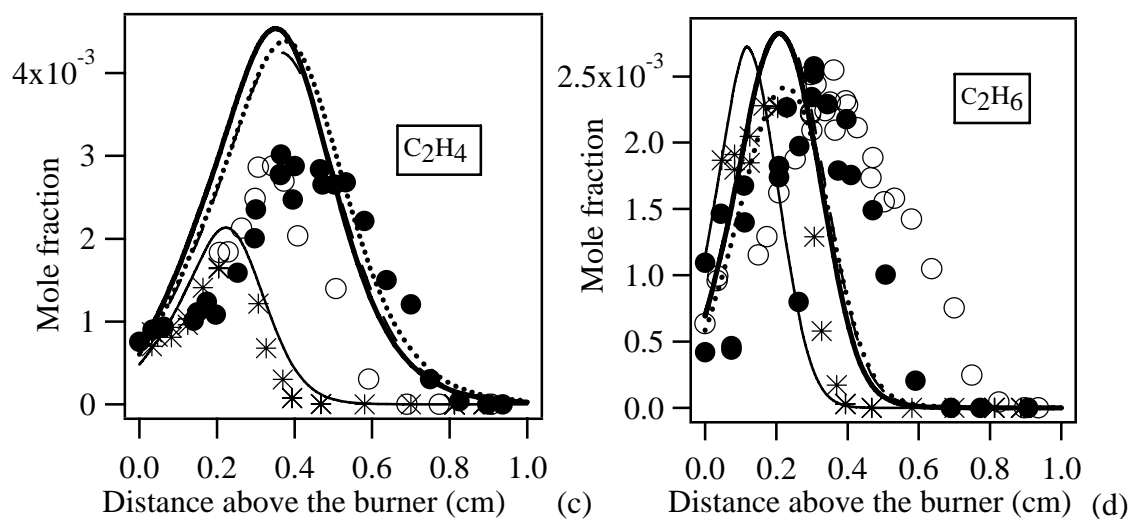 4x10⁻³
3
2
1
0
Mole fraction
C₂H₄
0.0 0.2 0.4 0.6 0.8 1.0
Distance above the burner (cm) (c)
2.5x10⁻³
2.0
1.5
1.0
0.5
0.0
Mole fraction
C₂H₆
0.0 0.2 0.4 0.6 0.8 1.0
Distance above the burner (cm) (d)